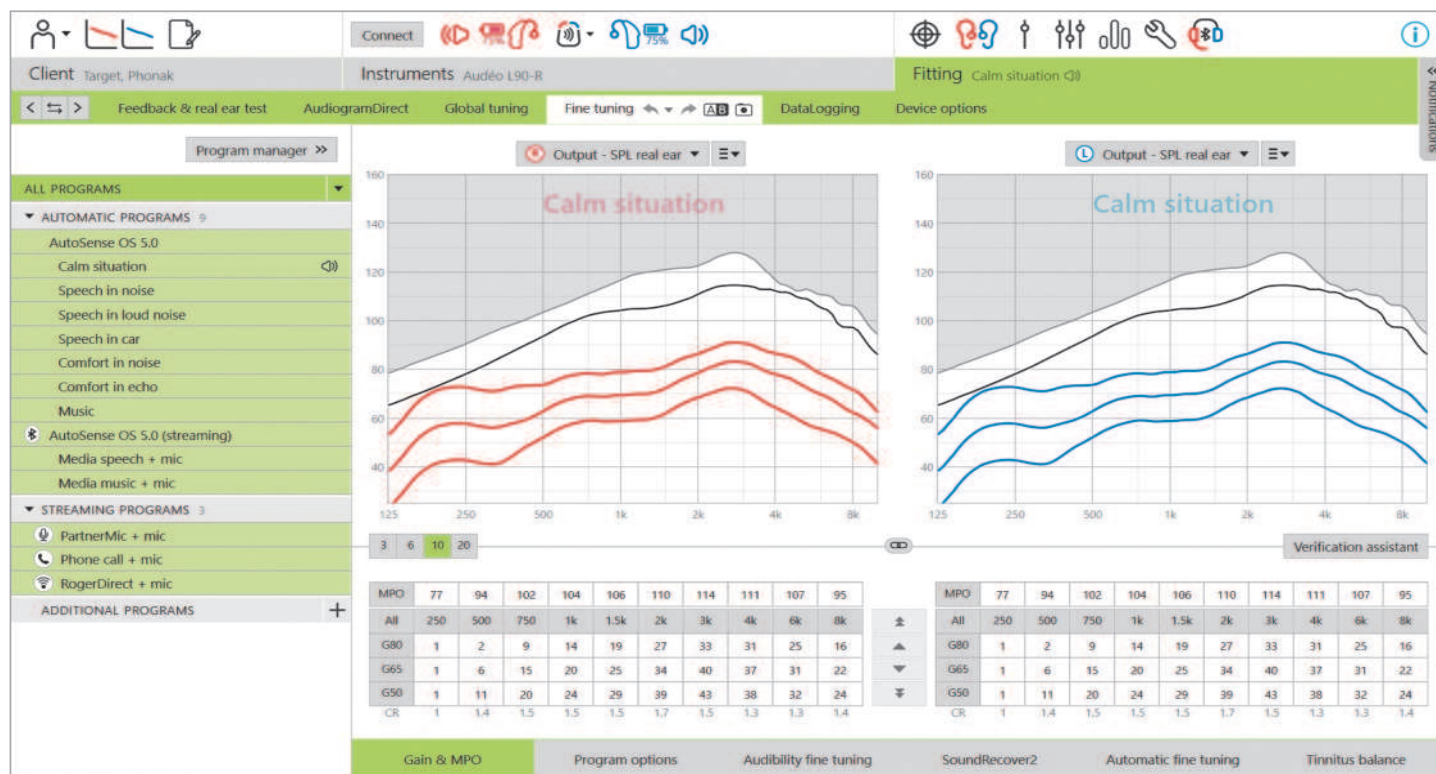 Connect
75%
Client Target, Phonak
Instruments Audéo L90-R
Fitting Calm situation
Notifications
Feedback & real ear test
AudiogramDirect
Global tuning
Fine tuning
AB
DataLogging
Device options
Program manager
ALL PROGRAMS
AUTOMATIC PROGRAMS 9
AutoSense OS 5.0
Calm situation
Speech in noise
Speech in loud noise
Speech in car
Comfort in noise
Comfort in echo
Music
AutoSense OS 5.0 (streaming)
Media speech + mic
Media music + mic
STREAMING PROGRAMS 3
PartnerMic + mic
Phone call + mic
RogerDirect + mic
ADDITIONAL PROGRAMS
R Output - SPL real ear
Calm situation
160
140
120
100
80
60
40
125 250 500 1k 2k 4k 8k
L Output - SPL real ear
Calm situation
160
140
120
100
80
60
40
125 250 500 1k 2k 4k 8k
3 6 10 20
Verification assistant
MPO 77 94 102 104 106 110 114 111 107 95
All 250 500 750 1k 1.5k 2k 3k 4k 6k 8k
G80 1 2 9 14 19 27 33 31 25 16
G65 1 6 15 20 25 34 40 37 31 22
G50 1 11 20 24 29 39 43 38 32 24
CR 1 1.4 1.5 1.5 1.5 1.7 1.5 1.3 1.3 1.4
MPO 77 94 102 104 106 110 114 111 107 95
All 250 500 750 1k 1.5k 2k 3k 4k 6k 8k
G80 1 2 9 14 19 27 33 31 25 16
G65 1 6 15 20 25 34 40 37 31 22
G50 1 11 20 24 29 39 43 38 32 24
CR 1 1.4 1.5 1.5 1.5 1.7 1.5 1.3 1.3 1.4
Gain & MPO
Program options
Audibility fine tuning
SoundRecover2
Automatic fine tuning
Tinnitus balance